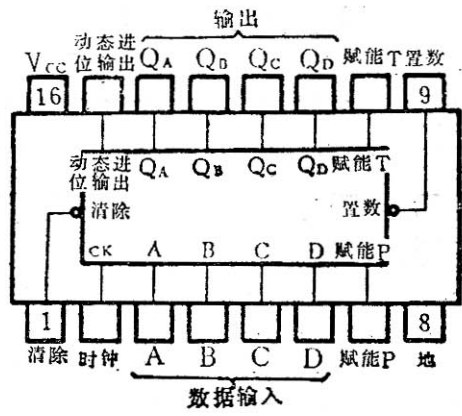 输出
动态进
VCC 位输出 QA QB QC QD 赋能T 置数
16 9
动态进
位输出 QA QB QC QD 赋能T
清除 置数
CK A B C D 赋能P
1 8
清除 时钟 A B C D 赋能P 地
数据输入